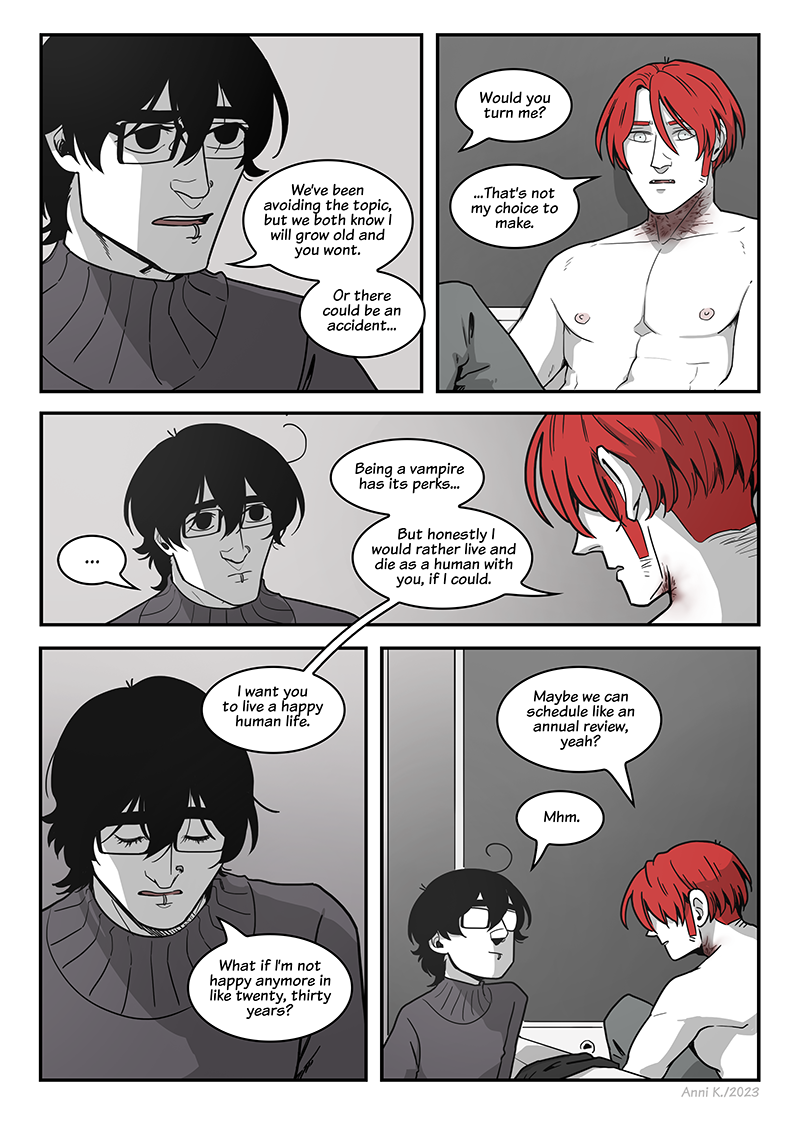 We've been
avoiding the topic,
but we both know I
will grow old and
you wont.
Or there
could be an
accident...
Would you
turn me?
...That's not
my choice to
make.
...
Being a vampire
has its perks...
But honestly I
would rather live and
die as a human with
you, if I could.
I want you
to live a happy
human life.
What if I'm not
happy anymore in
like twenty, thirty
years?
Maybe we can
schedule like an
annual review,
yeah?
Mhm.
Anni K./2023